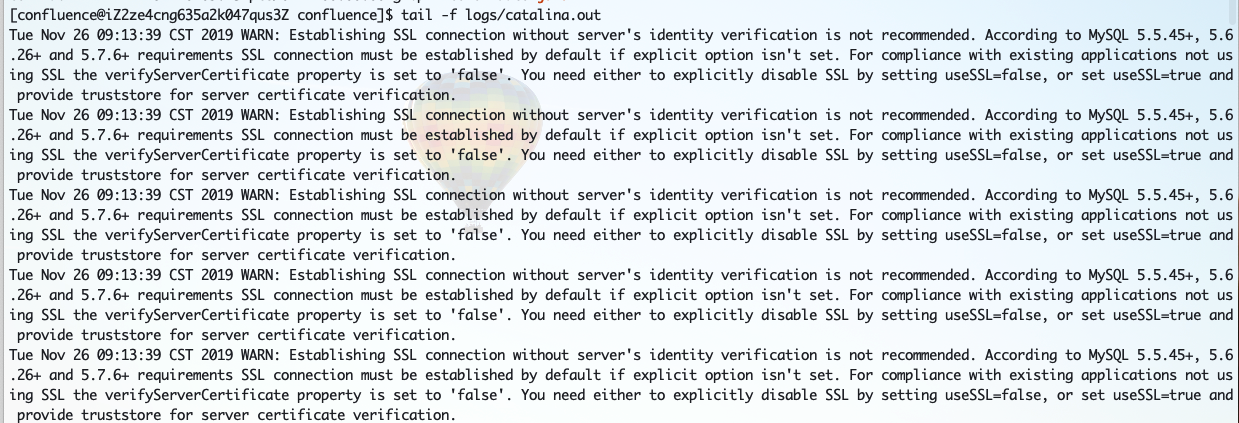 [confluence@iZ2ze4cng635a2k047qus3Z confluence]$ tail -f logs/catalina.out
Tue Nov 26 09:13:39 CST 2019 WARN: Establishing SSL connection without server's identity verification is not recommended. According to MySQL 5.5.45+, 5.6
.26+ and 5.7.6+ requirements SSL connection must be established by default if explicit option isn't set. For compliance with existing applications not us
ing SSL the verifyServerCertificate property is set to 'false'. You need either to explicitly disable SSL by setting useSSL=false, or set useSSL=true and
 provide truststore for server certificate verification.
Tue Nov 26 09:13:39 CST 2019 WARN: Establishing SSL connection without server's identity verification is not recommended. According to MySQL 5.5.45+, 5.6
.26+ and 5.7.6+ requirements SSL connection must be established by default if explicit option isn't set. For compliance with existing applications not us
ing SSL the verifyServerCertificate property is set to 'false'. You need either to explicitly disable SSL by setting useSSL=false, or set useSSL=true and
 provide truststore for server certificate verification.
Tue Nov 26 09:13:39 CST 2019 WARN: Establishing SSL connection without server's identity verification is not recommended. According to MySQL 5.5.45+, 5.6
.26+ and 5.7.6+ requirements SSL connection must be established by default if explicit option isn't set. For compliance with existing applications not us
ing SSL the verifyServerCertificate property is set to 'false'. You need either to explicitly disable SSL by setting useSSL=false, or set useSSL=true and
 provide truststore for server certificate verification.
Tue Nov 26 09:13:39 CST 2019 WARN: Establishing SSL connection without server's identity verification is not recommended. According to MySQL 5.5.45+, 5.6
.26+ and 5.7.6+ requirements SSL connection must be established by default if explicit option isn't set. For compliance with existing applications not us
ing SSL the verifyServerCertificate property is set to 'false'. You need either to explicitly disable SSL by setting useSSL=false, or set useSSL=true and
 provide truststore for server certificate verification.
Tue Nov 26 09:13:39 CST 2019 WARN: Establishing SSL connection without server's identity verification is not recommended. According to MySQL 5.5.45+, 5.6
.26+ and 5.7.6+ requirements SSL connection must be established by default if explicit option isn't set. For compliance with existing applications not us
ing SSL the verifyServerCertificate property is set to 'false'. You need either to explicitly disable SSL by setting useSSL=false, or set useSSL=true and
 provide truststore for server certificate verification.